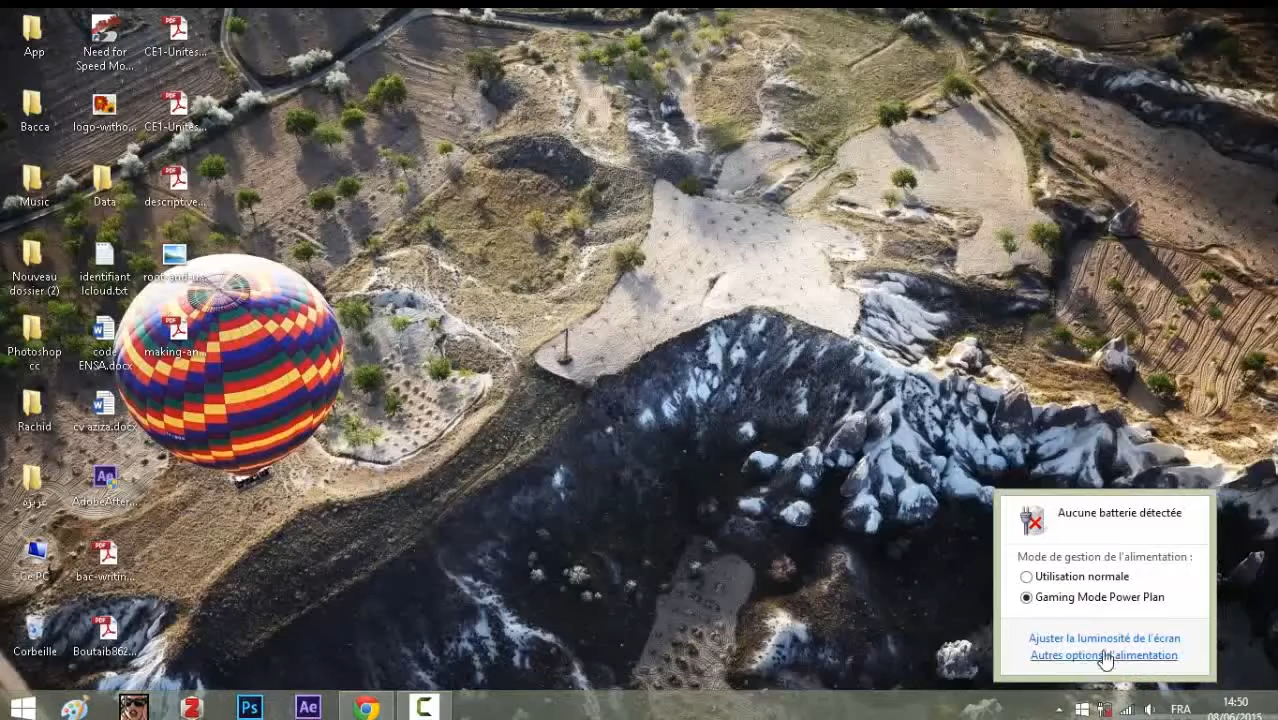 App
Need for
Speed Mo...
CE1-Unites...
Bacca
logo-witho...
CE1-Unites...
Music
Data
descriptive...
Nouveau
dossier (2)
identifiant
Icloud.txt
Photoshop
cc
code
ENSA.docx
making-an...
Rachid
cv aziza.docx
عزيزة
AdobeAfter...
Ce PC
bac-writin...
Corbeille
Boutaib862...
Aucune batterie détectée
Mode de gestion de l'alimentation :
Utilisation normale
Gaming Mode Power Plan
Ajuster la luminosité de l'écran
Autres options d'alimentation
Ps
Ae
FRA
14:50
08/06/2015